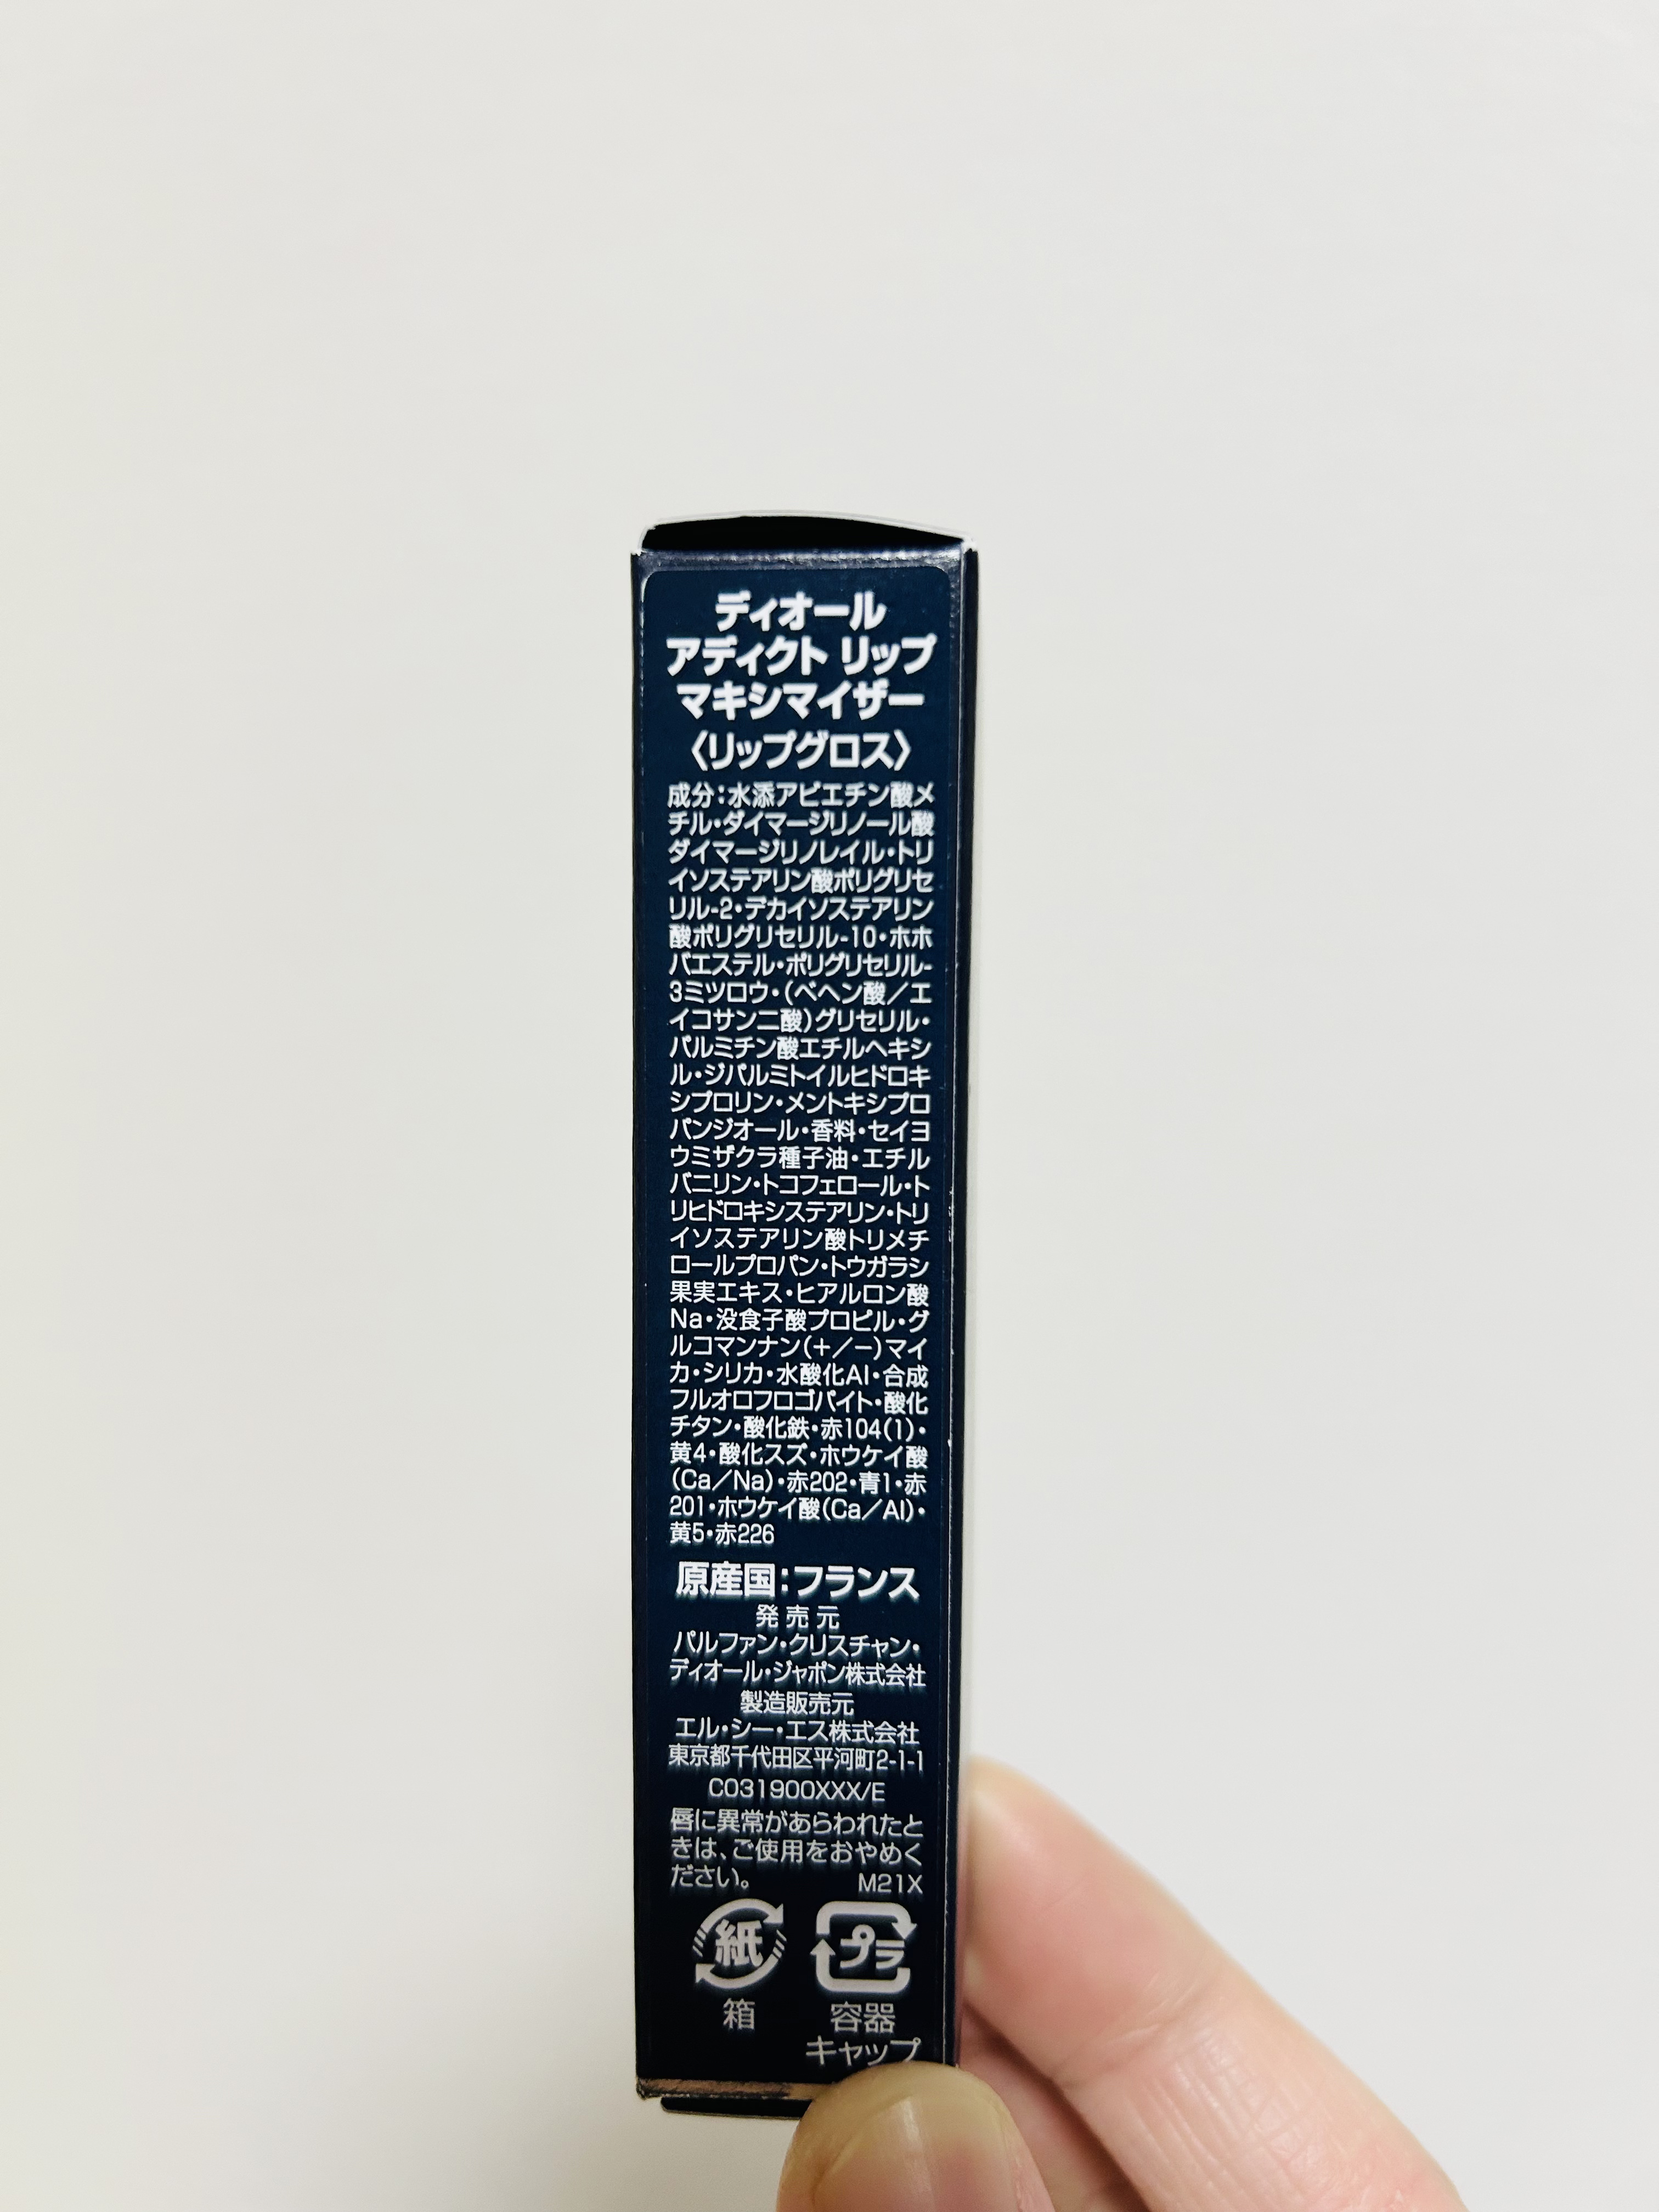 ディオール
アディクト リップ
マキシマイザー
〈リップグロス〉
成分：水添アビエチン酸メ
チル・ダイマージリノール酸
ダイマージリノレイル・トリ
イソステアリン酸ポリグリセ
リル-2・デカイソステアリン
酸ポリグリセリル-10・ホホ
バエステル・ポリグリセリル-
3ミツロウ・（ベヘン酸／エ
イコサン二酸）グリセリル・
パルミチン酸エチルヘキシ
ル・ジパルミトイルヒドロキ
シプロリン・メントキシプロ
パンジオール・香料・セイヨ
ウミザクラ種子油・エチル
バニリン・トコフェロール・ト
リヒドロキシステアリン・トリ
イソステアリン酸トリメチ
ロールプロパン・トウガラシ
果実エキス・ヒアルロン酸
Na・没食子酸プロピル・グ
ルコマンナン（＋／－）マイ
カ・シリカ・水酸化Al・合成
フルオロフロゴパイト・酸化
チタン・酸化鉄・赤104（1）・
黄4・酸化スズ・ホウケイ酸
（Ca／Na）・赤202・青1・赤
201・ホウケイ酸（Ca／Al）・
黄5・赤226
原産国：フランス
発売元
パルファン・クリスチャン・
ディオール・ジャポン株式会社
製造販売元
エル・シー・エス株式会社
東京都千代田区平河町2-1-1
C031900XXX/E
唇に異常があらわれたと
きは、ご使用をおやめく
ださい。 M21X
紙 プラ
箱 容器
キャップ